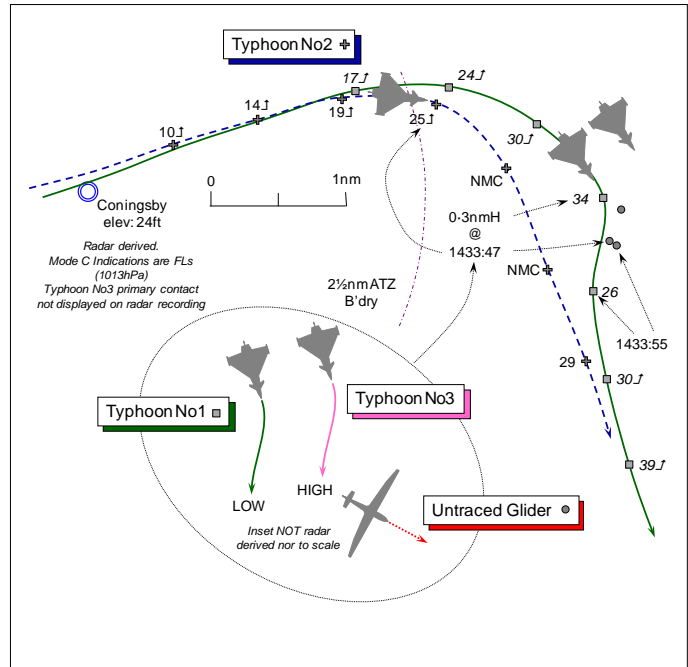 Typhoon No2
17⤴
24⤴
14⤴
19⤴
25⤴
30⤴
10⤴
NMC
0
1nm
Coningsby
elev: 24ft
34
0·3nmH
@
1433:47
Radar derived.
Mode C Indications are FLs
(1013hPa)
Typhoon No3 primary contact
not displayed on radar recording
2½nm ATZ
B'dry
NMC
26
1433:55
29
30⤴
Typhoon No1
Typhoon No3
39⤴
LOW
HIGH
Inset NOT radar
derived nor to scale
Untraced Glider